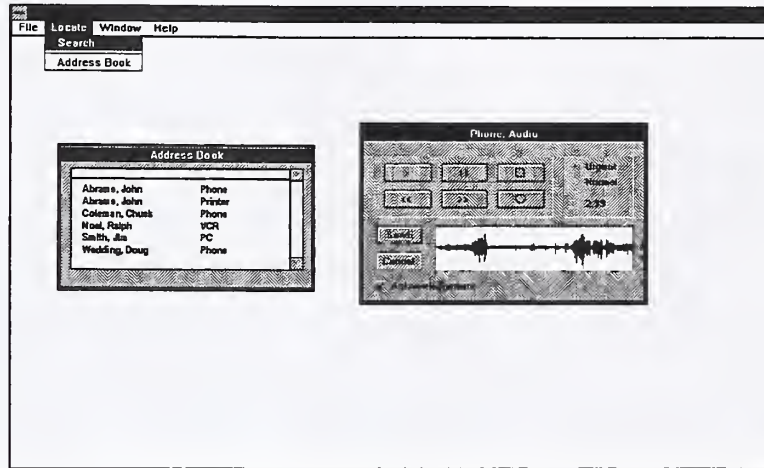 File Locate Window Help
Search
Address Book
Address Book
Abrams, John Phone
Abrams, John Printer
Coleman, Chuck Phone
Noel, Ralph VCR
Smith, Jim PC
Wedding, Doug Phone
Phone, Audio
Urgent
Normal
2:39
Send
Cancel